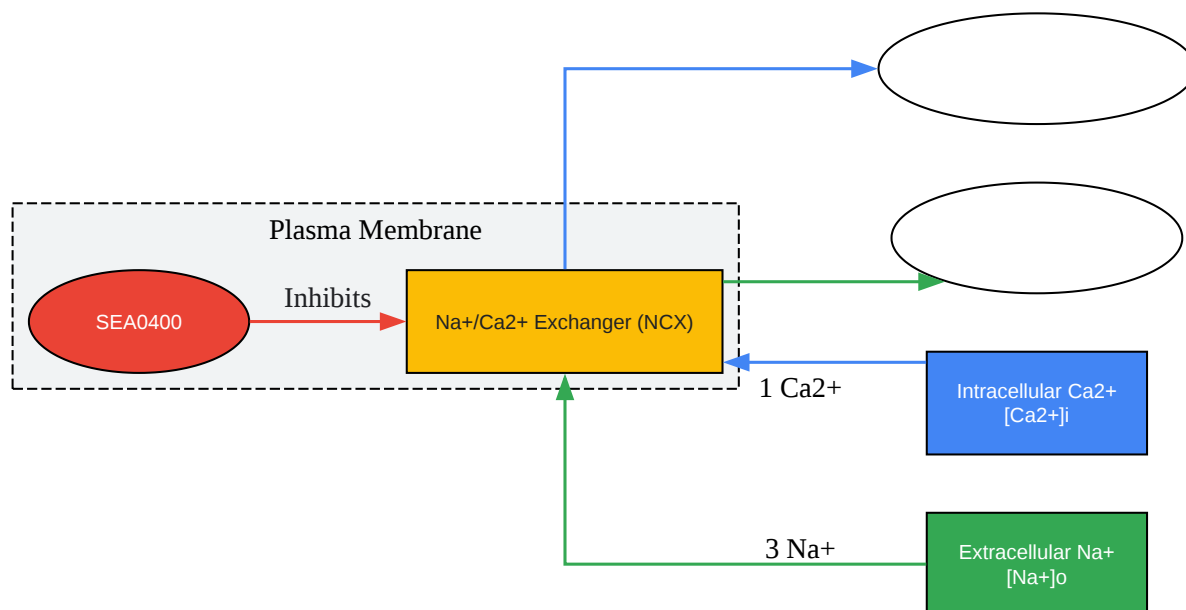 Plasma Membrane
Inhibits
SEA0400
Na+/Ca2+ Exchanger (NCX)
1 Ca2+
Intracellular Ca2+
[Ca2+]i
3 Na+
Extracellular Na+
[Na+]o